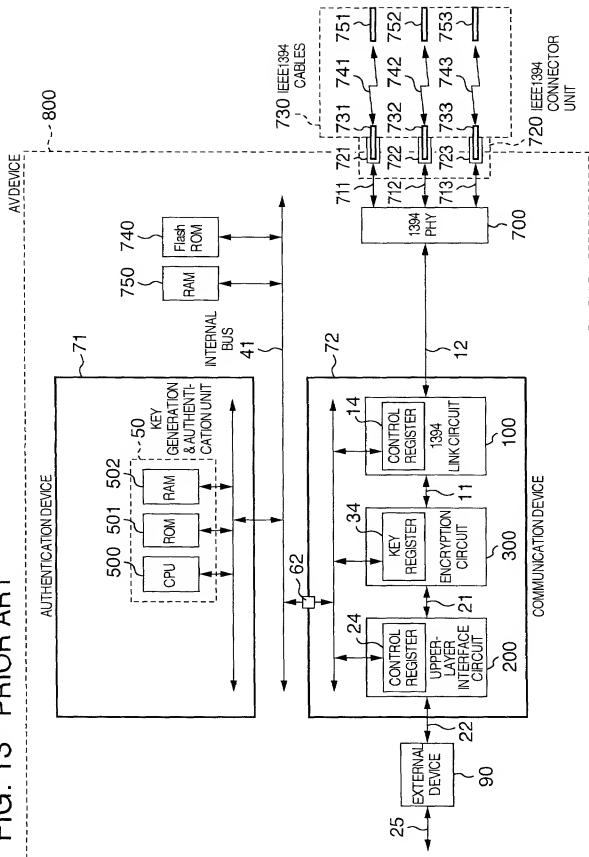 FIG. 13 PRIOR ART
AV DEVICE
800
AUTHENTICATION DEVICE
71
500
501
502
50
KEY
GENERATION
& AUTHENTI-
CATION UNIT
CPU
ROM
RAM
750
740
RAM
Flash
ROM
INTERNAL
BUS
41
62
72
730 IEEE1394
CABLES
711
721
731
741
751
712
722
732
742
752
713
723
733
743
753
720 IEEE1394
CONNECTOR
UNIT
1394
PHY
700
12
24
CONTROL
REGISTER
UPPER-
LAYER
INTERFACE
CIRCUIT
200
21
34
KEY
REGISTER
ENCRYPTION
CIRCUIT
300
11
14
CONTROL
REGISTER
1394
LINK CIRCUIT
100
COMMUNICATION DEVICE
22
EXTERNAL
DEVICE
90
25